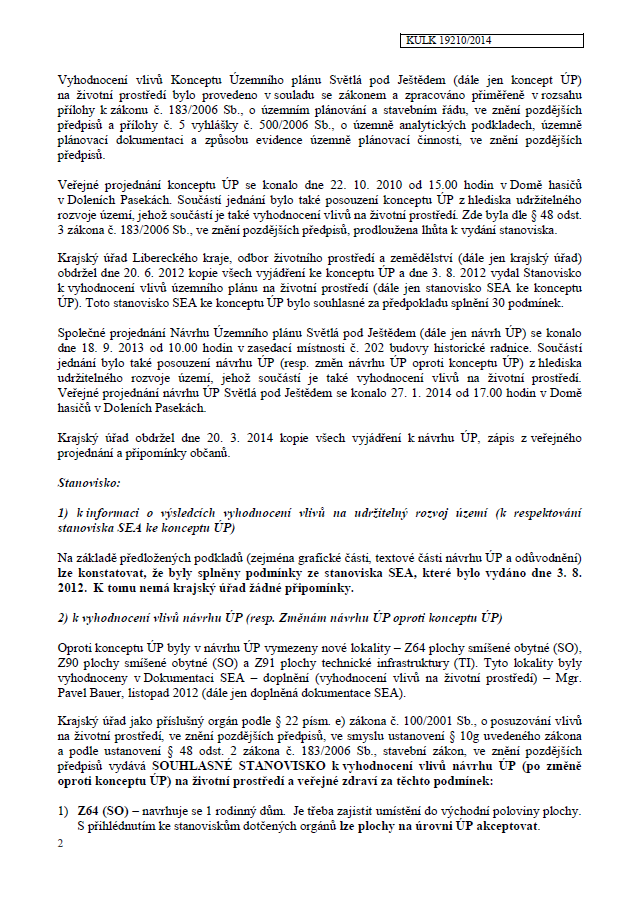 KULK 19210/2014
Vyhodnocení vlivů Konceptu Územního plánu Světlá pod Ještědem (dále jen koncept ÚP)
na životní prostředí bylo provedeno v souladu se zákonem a zpracováno přiměřeně v rozsahu
přílohy k zákonu č. 183/2006 Sb., o územním plánování a stavebním řádu, ve znění pozdějších
předpisů a přílohy č. 5 vyhlášky č. 500/2006 Sb., o územně analytických podkladech, územně
plánovací dokumentaci a způsobu evidence územně plánovací činnosti, ve znění pozdějších
předpisů.
Veřejné projednání konceptu ÚP se konalo dne 22. 10. 2010 od 15.00 hodin v Domě hasičů
v Doleních Pasekách. Součástí jednání bylo také posouzení konceptu ÚP z hlediska udržitelného
rozvoje území, jehož součástí je také vyhodnocení vlivů na životní prostředí. Zde byla dle § 48 odst.
3 zákona č. 183/2006 Sb., ve znění pozdějších předpisů, prodloužena lhůta k vydání stanoviska.
Krajský úřad Libereckého kraje, odbor životního prostředí a zemědělství (dále jen krajský úřad)
obdržel dne 20. 6. 2012 kopie všech vyjádření ke konceptu ÚP a dne 3. 8. 2012 vydal Stanovisko
k vyhodnocení vlivů územního plánu na životní prostředí (dále jen stanovisko SEA ke konceptu
ÚP). Toto stanovisko SEA ke konceptu ÚP bylo souhlasné za předpokladu splnění 30 podmínek.
Společné projednání Návrhu Územního plánu Světlá pod Ještědem (dále jen návrh ÚP) se konalo
dne 18. 9. 2013 od 10.00 hodin v zasedací místnosti č. 202 budovy historické radnice. Součástí
jednání bylo také posouzení návrhu ÚP (resp. změn návrhu ÚP oproti konceptu ÚP) z hlediska
udržitelného rozvoje území, jehož součástí je také vyhodnocení vlivů na životní prostředí.
Veřejné projednání návrhu ÚP Světlá pod Ještědem se konalo 27. 1. 2014 od 17.00 hodin v Domě
hasičů v Doleních Pasekách.
Krajský úřad obdržel dne 20. 3. 2014 kopie všech vyjádření k návrhu ÚP, zápis z veřejného
projednání a připomínky občanů.
Stanovisko:
1) k informaci o výsledcích vyhodnocení vlivů na udržitelný rozvoj území (k respektování
stanoviska SEA ke konceptu ÚP)
Na základě předložených podkladů (zejména grafické části, textové části návrhu ÚP a odůvodnění)
lze konstatovat, že byly splněny podmínky ze stanoviska SEA, které bylo vydáno dne 3. 8.
2012. K tomu nemá krajský úřad žádné připomínky.
2) k vyhodnocení vlivů návrhu ÚP (resp. Změnám návrhu ÚP oproti konceptu ÚP)
Oproti konceptu ÚP byly v návrhu ÚP vymezeny nové lokality – Z64 plochy smíšené obytné (SO),
Z90 plochy smíšené obytné (SO) a Z91 plochy technické infrastruktury (TI). Tyto lokality byly
vyhodnoceny v Dokumentaci SEA – doplnění (vyhodnocení vlivů na životní prostředí) – Mgr.
Pavel Bauer, listopad 2012 (dále jen doplněná dokumentace SEA).
Krajský úřad jako příslušný orgán podle § 22 písm. e) zákona č. 100/2001 Sb., o posuzování vlivů
na životní prostředí, ve znění pozdějších předpisů, ve smyslu ustanovení § 10g uvedeného zákona
a podle ustanovení § 48 odst. 2 zákona č. 183/2006 Sb., stavební zákon, ve znění pozdějších
předpisů vydává SOUHLASNÉ STANOVISKO k vyhodnocení vlivů návrhu ÚP (po změně
oproti konceptu ÚP) na životní prostředí a veřejné zdraví za těchto podmínek:
1) Z64 (SO) – navrhuje se 1 rodinný dům. Je třeba zajistit umístění do východní poloviny plochy.
S přihlédnutím ke stanoviskům dotčených orgánů lze plochy na úrovni ÚP akceptovat.
2